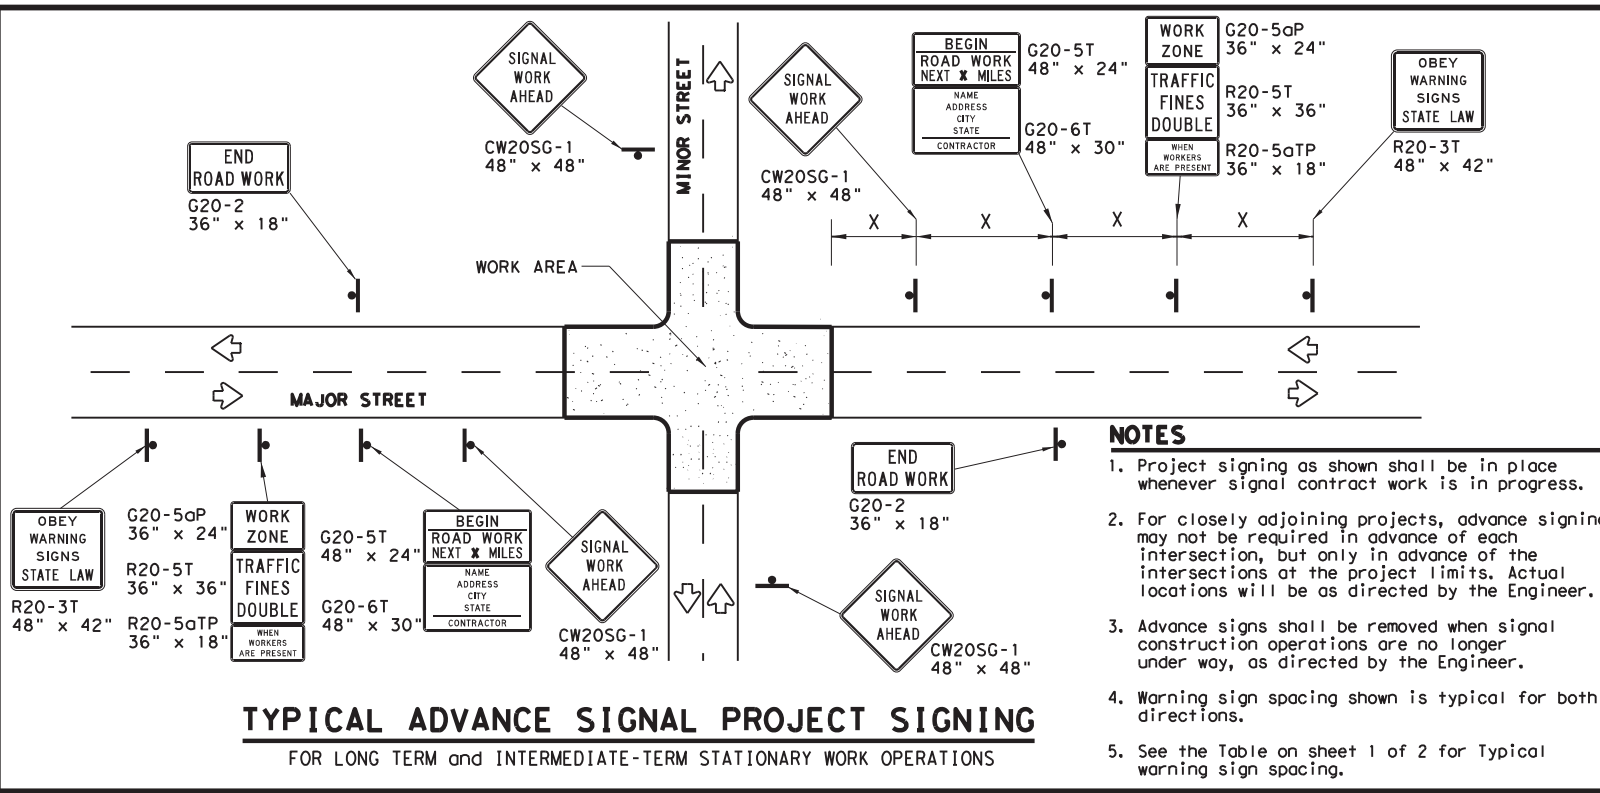 SIGNAL
WORK
AHEAD
CW20SG-1
48" x 48"
END
ROAD WORK
G20-2
36" x 18"
WORK AREA
MINOR STREET
SIGNAL
WORK
AHEAD
CW20SG-1
48" x 48"
BEGIN
ROAD WORK
NEXT X MILES
NAME
ADDRESS
CITY
STATE
CONTRACTOR
G20-5T
48" x 24"
G20-6T
48" x 30"
WORK
ZONE
TRAFFIC
FINES
DOUBLE
WHEN
WORKERS
ARE PRESENT
G20-5aP
36" x 24"
R20-5T
36" x 36"
R20-5aTP
36" x 18"
OBEY
WARNING
SIGNS
STATE LAW
R20-3T
48" x 42"
X X X X
MAJOR STREET
OBEY
WARNING
SIGNS
STATE LAW
R20-3T
48" x 42"
G20-5aP
36" x 24"
R20-5T
36" x 36"
R20-5aTP
36" x 18"
WORK
ZONE
TRAFFIC
FINES
DOUBLE
WHEN
WORKERS
ARE PRESENT
G20-5T
48" x 24"
G20-6T
48" x 30"
BEGIN
ROAD WORK
NEXT X MILES
NAME
ADDRESS
CITY
STATE
CONTRACTOR
SIGNAL
WORK
AHEAD
CW20SG-1
48" x 48"
END
ROAD WORK
G20-2
36" x 18"
SIGNAL
WORK
AHEAD
CW20SG-1
48" x 48"
TYPICAL ADVANCE SIGNAL PROJECT SIGNING
FOR LONG TERM and INTERMEDIATE-TERM STATIONARY WORK OPERATIONS
NOTES
1. Project signing as shown shall be in place
whenever signal contract work is in progress.
2. For closely adjoining projects, advance signing
may not be required in advance of each
intersection, but only in advance of the
intersections at the project limits. Actual
locations will be as directed by the Engineer.
3. Advance signs shall be removed when signal
construction operations are no longer
under way, as directed by the Engineer.
4. Warning sign spacing shown is typical for both
directions.
5. See the Table on sheet 1 of 2 for Typical
warning sign spacing.